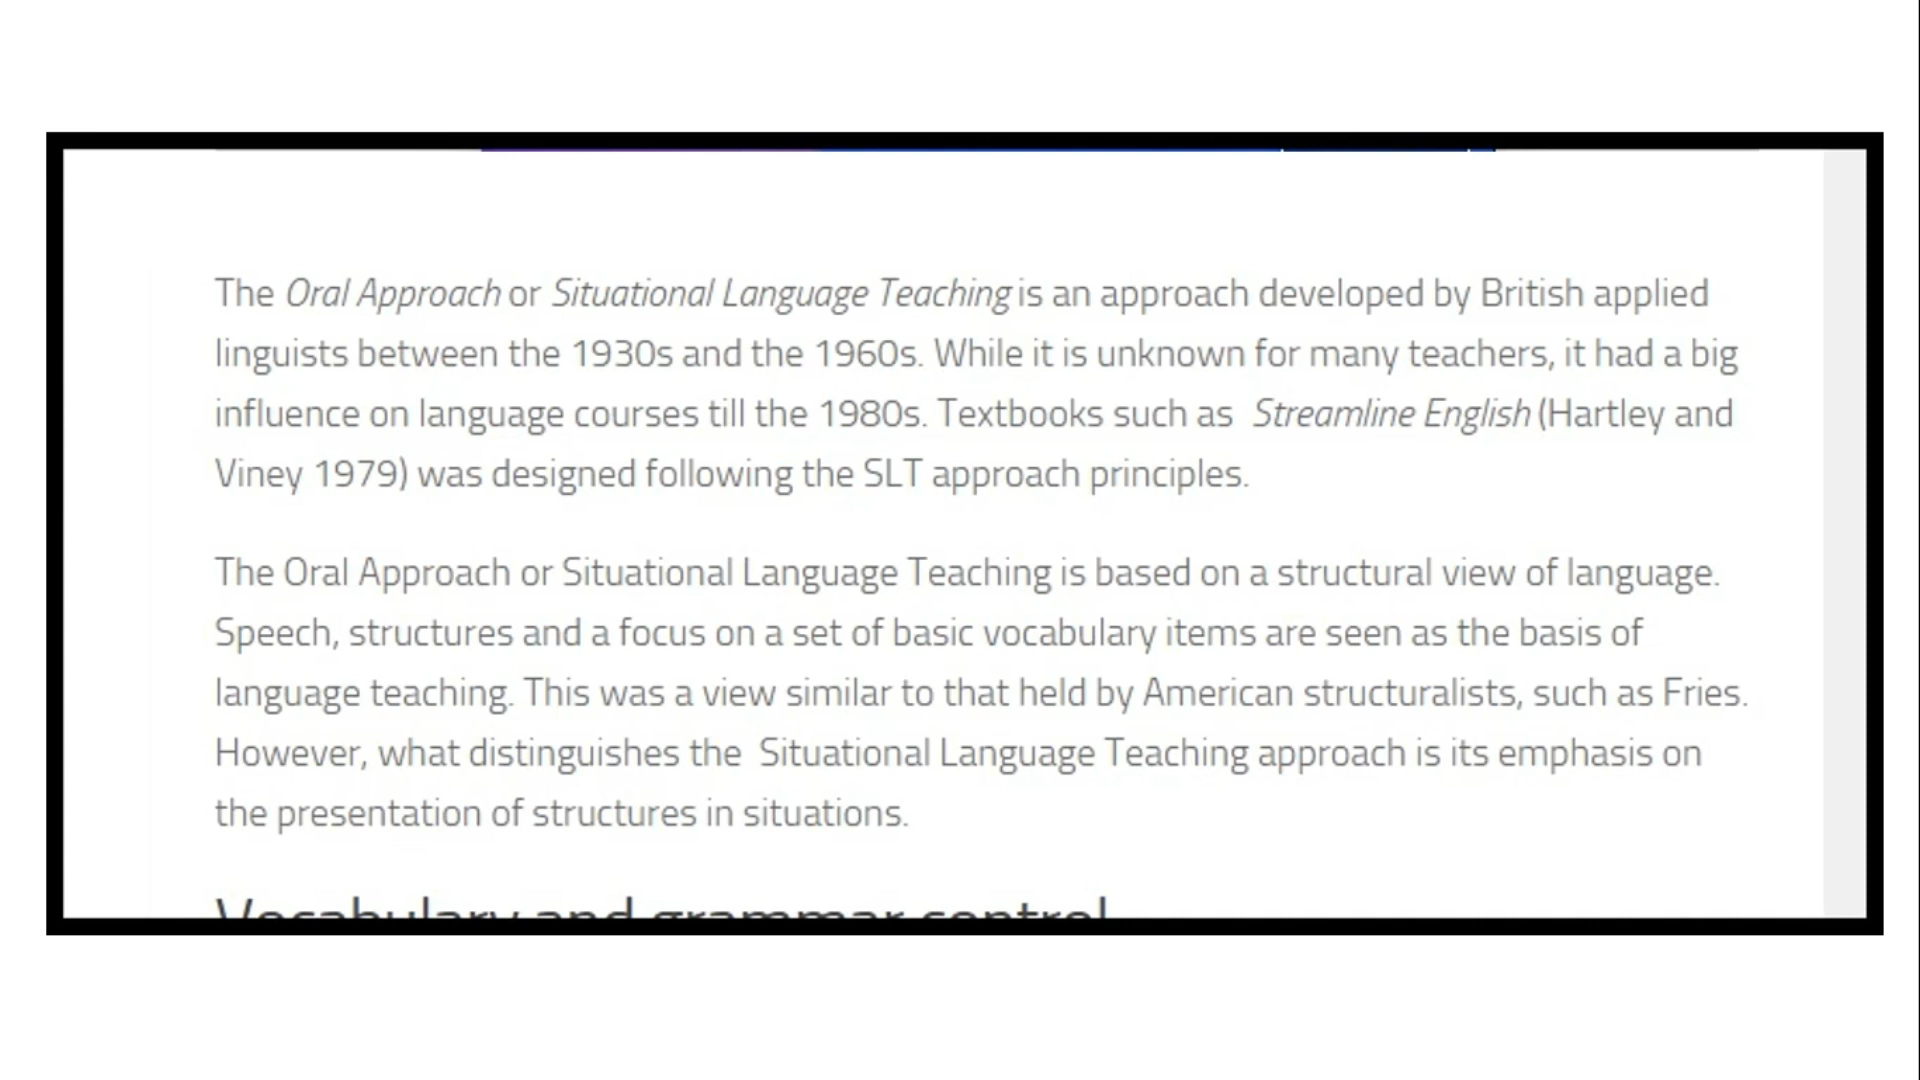 The Oral Approach or Situational Language Teaching is an approach developed by British applied
linguists between the 1930s and the 1960s. While it is unknown for many teachers, it had a big
influence on language courses till the 1980s. Textbooks such as Streamline English (Hartley and
Viney 1979) was designed following the SLT approach principles.
The Oral Approach or Situational Language Teaching is based on a structural view of language.
Speech, structures and a focus on a set of basic vocabulary items are seen as the basis of
language teaching. This was a view similar to that held by American structuralists, such as Fries.
However, what distinguishes the Situational Language Teaching approach is its emphasis on
the presentation of structures in situations.
Vocabulary and grammar control